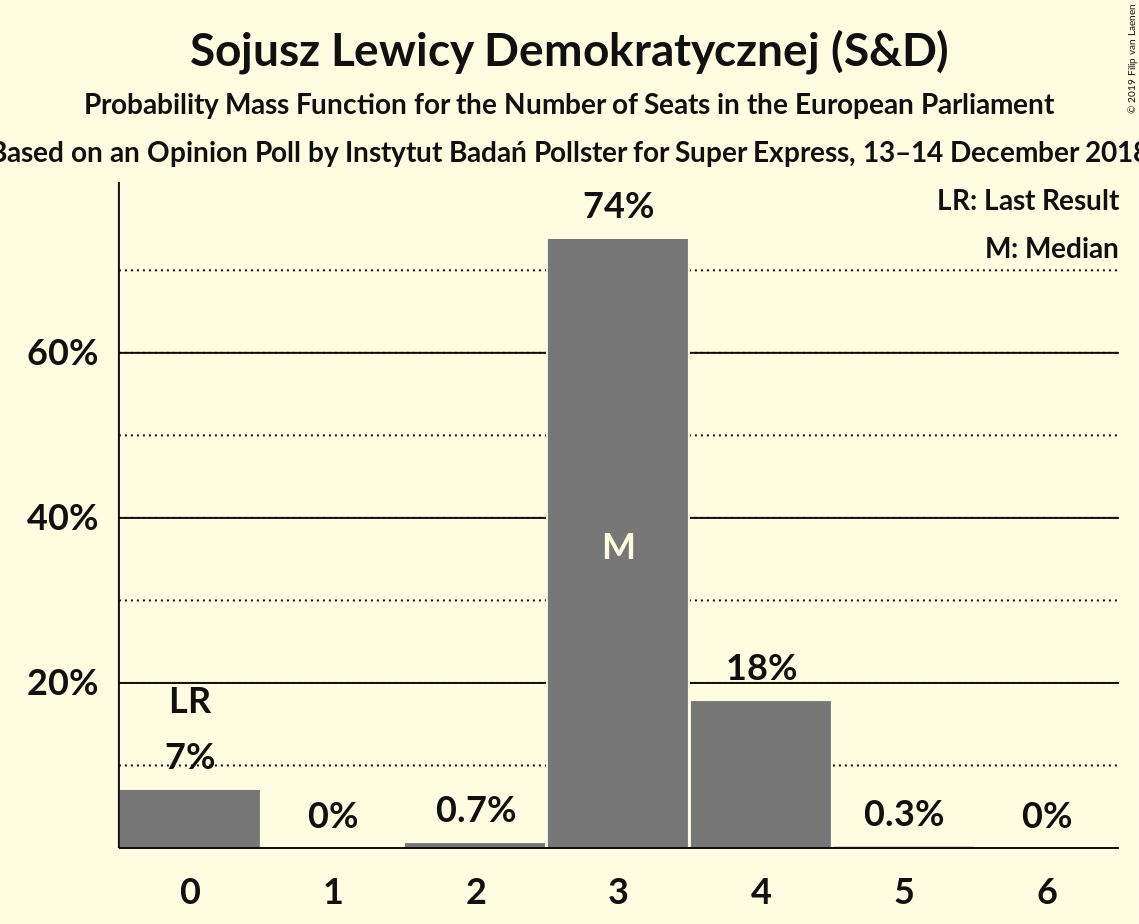 Sojusz Lewicy Demokratycznej (S&D)
Probability Mass Function for the Number of Seats in the European Parliament
Based on an Opinion Poll by Instytut Badań Pollster for Super Express, 13–14 December 2018
© 2019 Filip van Laenen
LR: Last Result
M: Median
74%
60%
40%
M
20%
18%
LR
7%
0%
0.7%
0.3%
0%
0 1 2 3 4 5 6